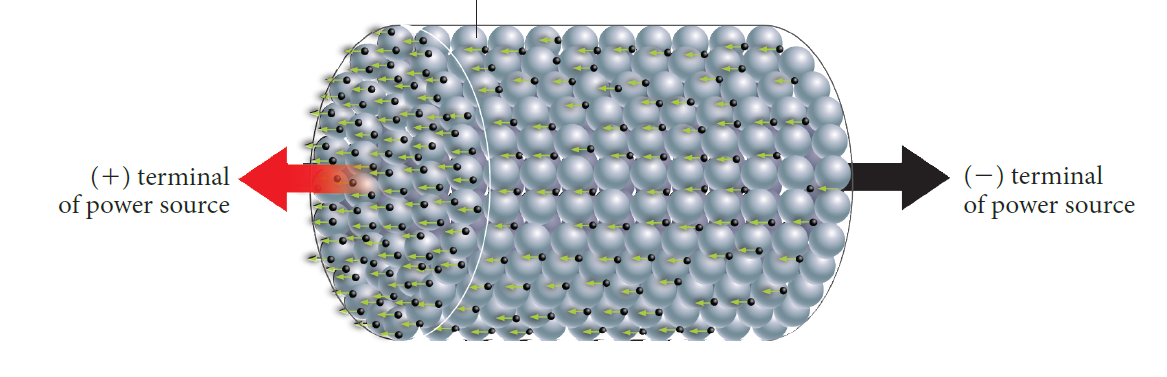 (+) terminal
of power source
(−) terminal
of power source